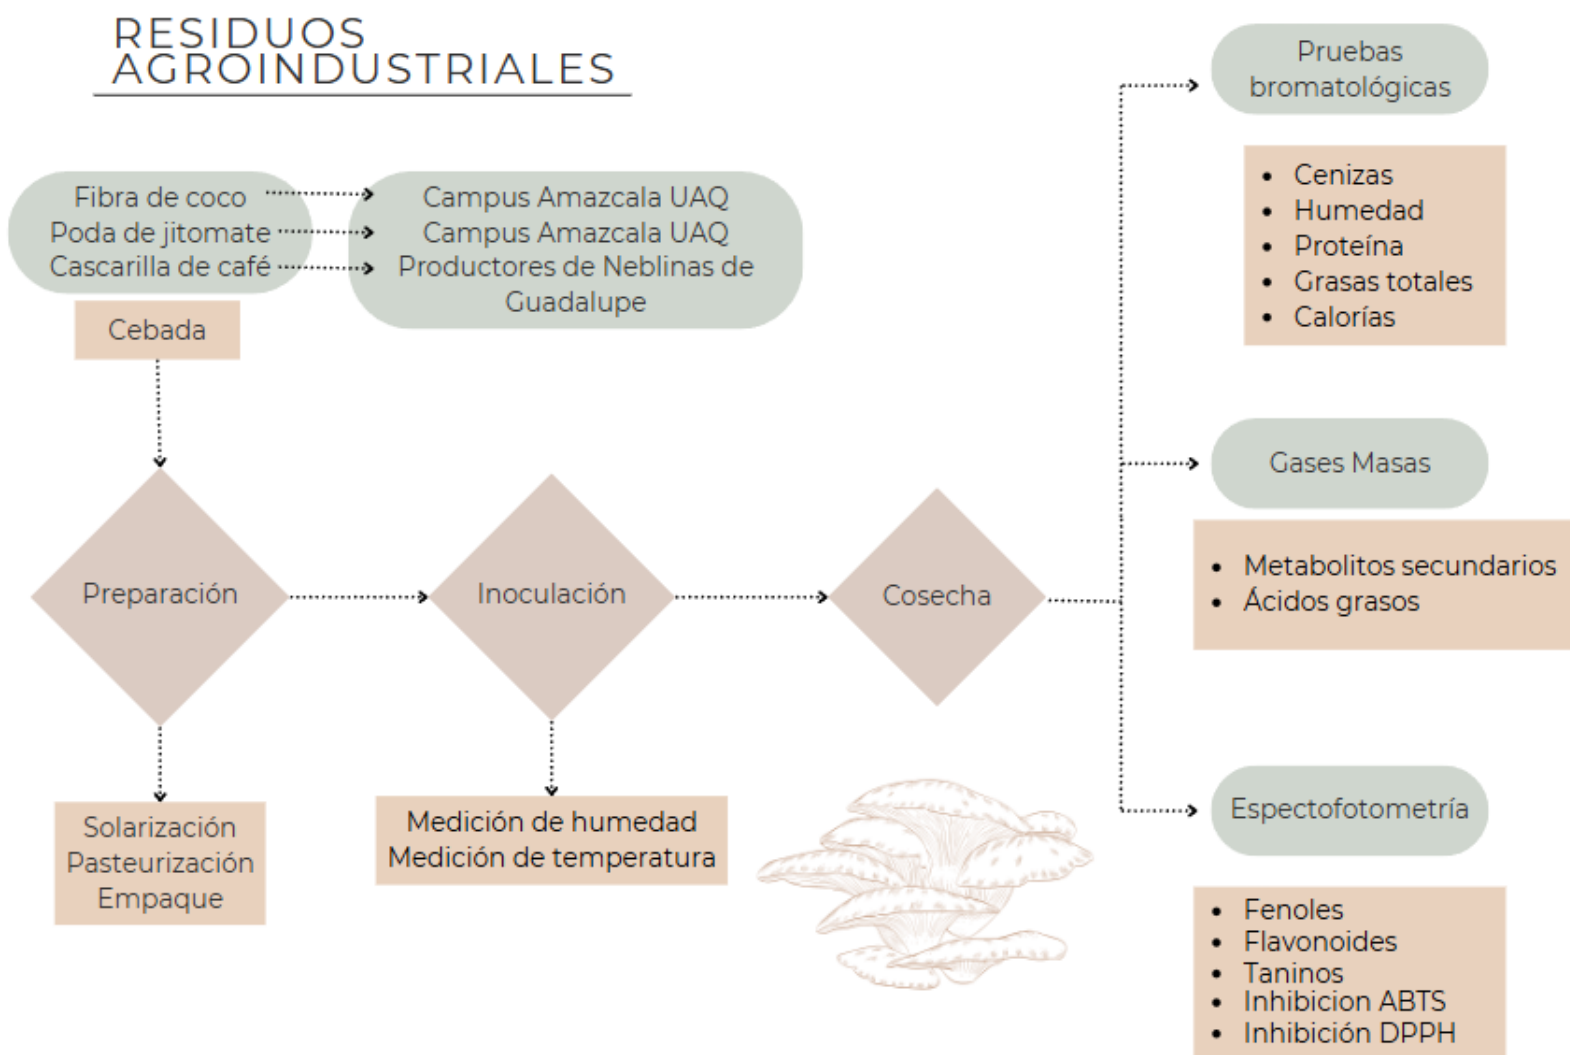 RESIDUOS
AGROINDUSTRIALES
Fibra de coco
Poda de jitomate
Cascarilla de café
Campus Amazcala UAQ
Campus Amazcala UAQ
Productores de Neblinas de
Guadalupe
Cebada
Preparación
Solarización
Pasteurización
Empaque
Inoculación
Medición de humedad
Medición de temperatura
Cosecha
Pruebas
bromatológicas
• Cenizas
• Humedad
• Proteína
• Grasas totales
• Calorías
Gases Masas
• Metabolitos secundarios
• Ácidos grasos
Espectofotometría
• Fenoles
• Flavonoides
• Taninos
• Inhibicion ABTS
• Inhibición DPPH